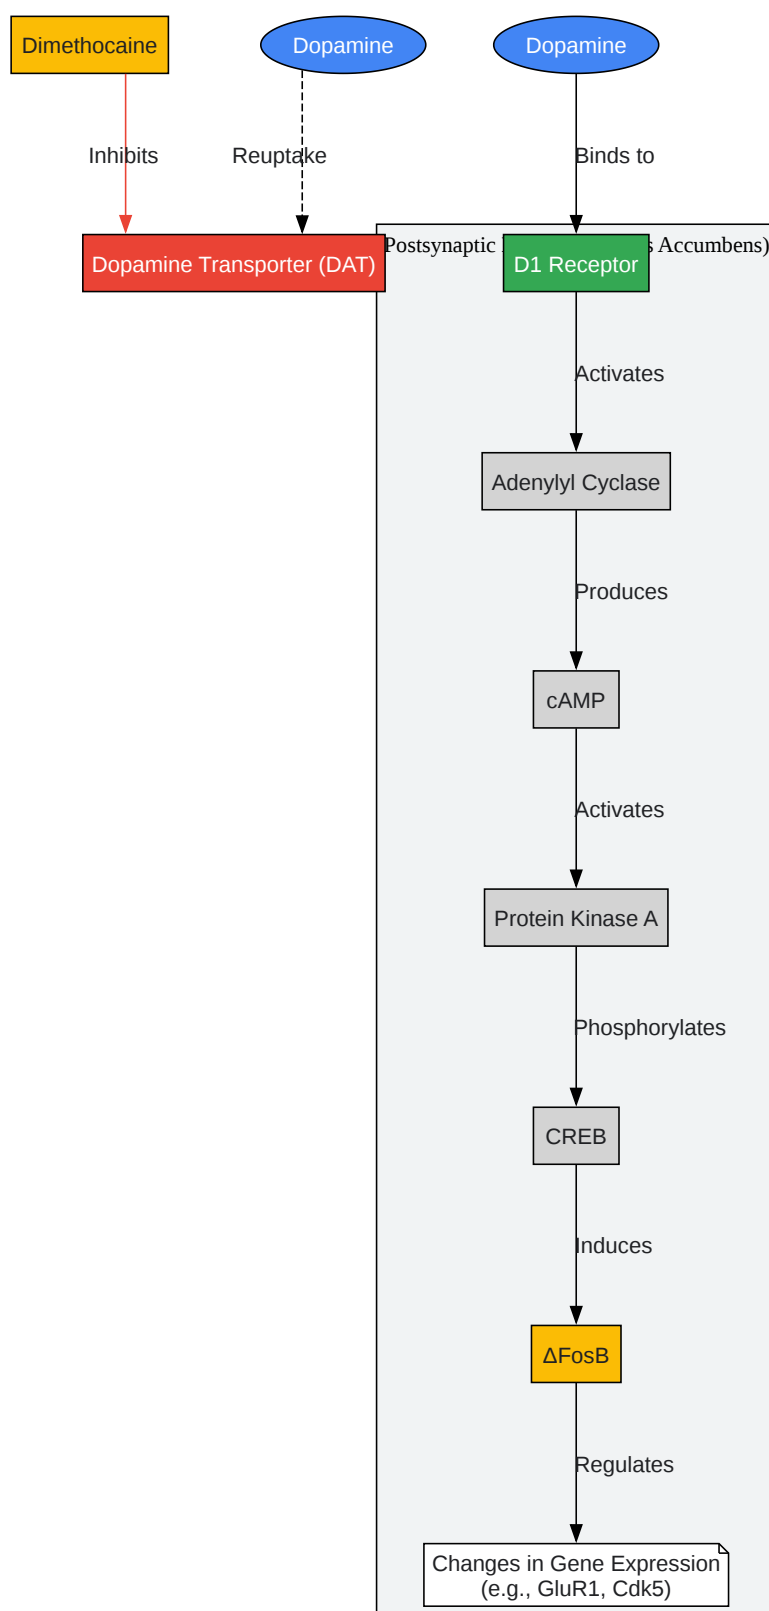 Dimethocaine
Dopamine
Dopamine
Inhibits
Reuptake
Binds to
Postsynaptic s Accumbens)
Dopamine Transporter (DAT)
D1 Receptor
Activates
Adenylyl Cyclase
Produces
cAMP
Activates
Protein Kinase A
Phosphorylates
CREB
Induces
ΔFosB
Regulates
Changes in Gene Expression
(e.g., GluR1, Cdk5)